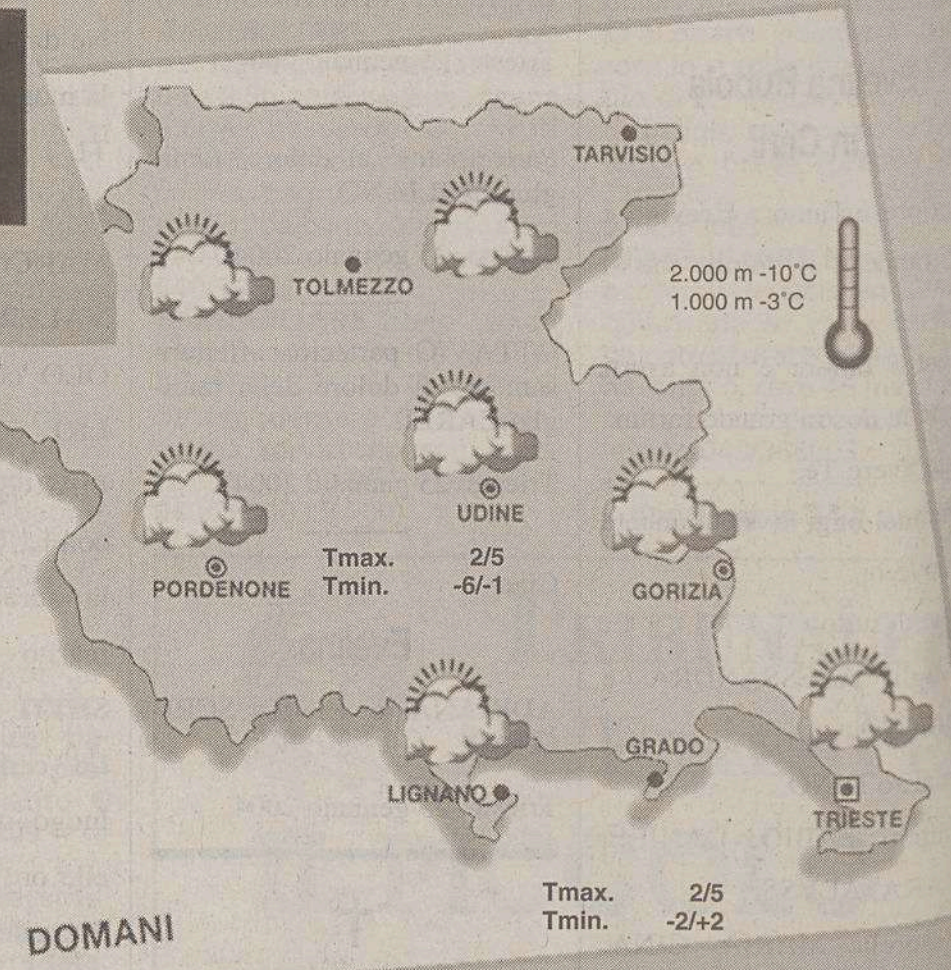 TARVISIO
2.000 m -10°C
1.000 m -3°C
TOLMEZZO
UDINE
PORDENONE
Tmax. 2/5
Tmin. -6/-1
GORIZIA
GRADO
LIGNANO
TRIESTE
Tmax. 2/5
Tmin. -2/+2
DOMANI